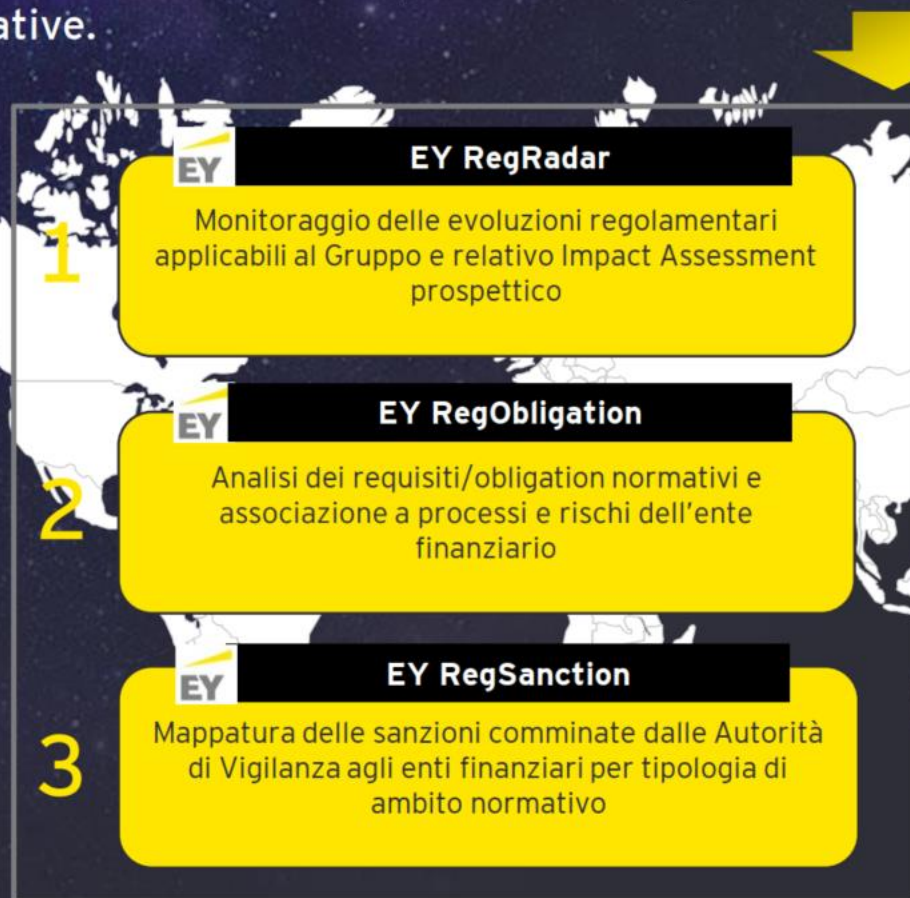 ative.
EY
EY RegRadar
1
Monitoraggio delle evoluzioni regolamentari
applicabili al Gruppo e relativo Impact Assessment
prospettico
EY
EY RegObligation
2
Analisi dei requisiti/obligation normativi e
associazione a processi e rischi dell'ente
finanziario
EY
EY RegSanction
3
Mappatura delle sanzioni comminate dalle Autorità
di Vigilanza agli enti finanziari per tipologia di
ambito normativo